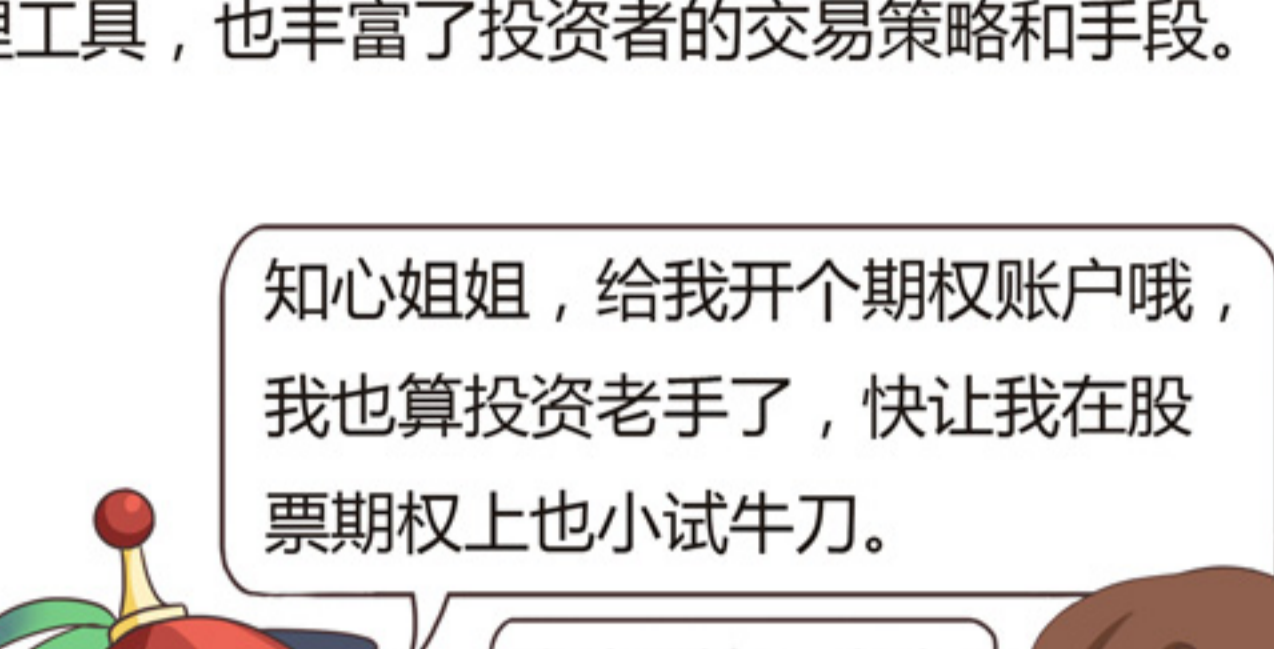 理工具，也丰富了投资者的交易策略和手段。
知心姐姐，给我开个期权账户哦，
我也算投资老手了，快让我在股
票期权上也小试牛刀。